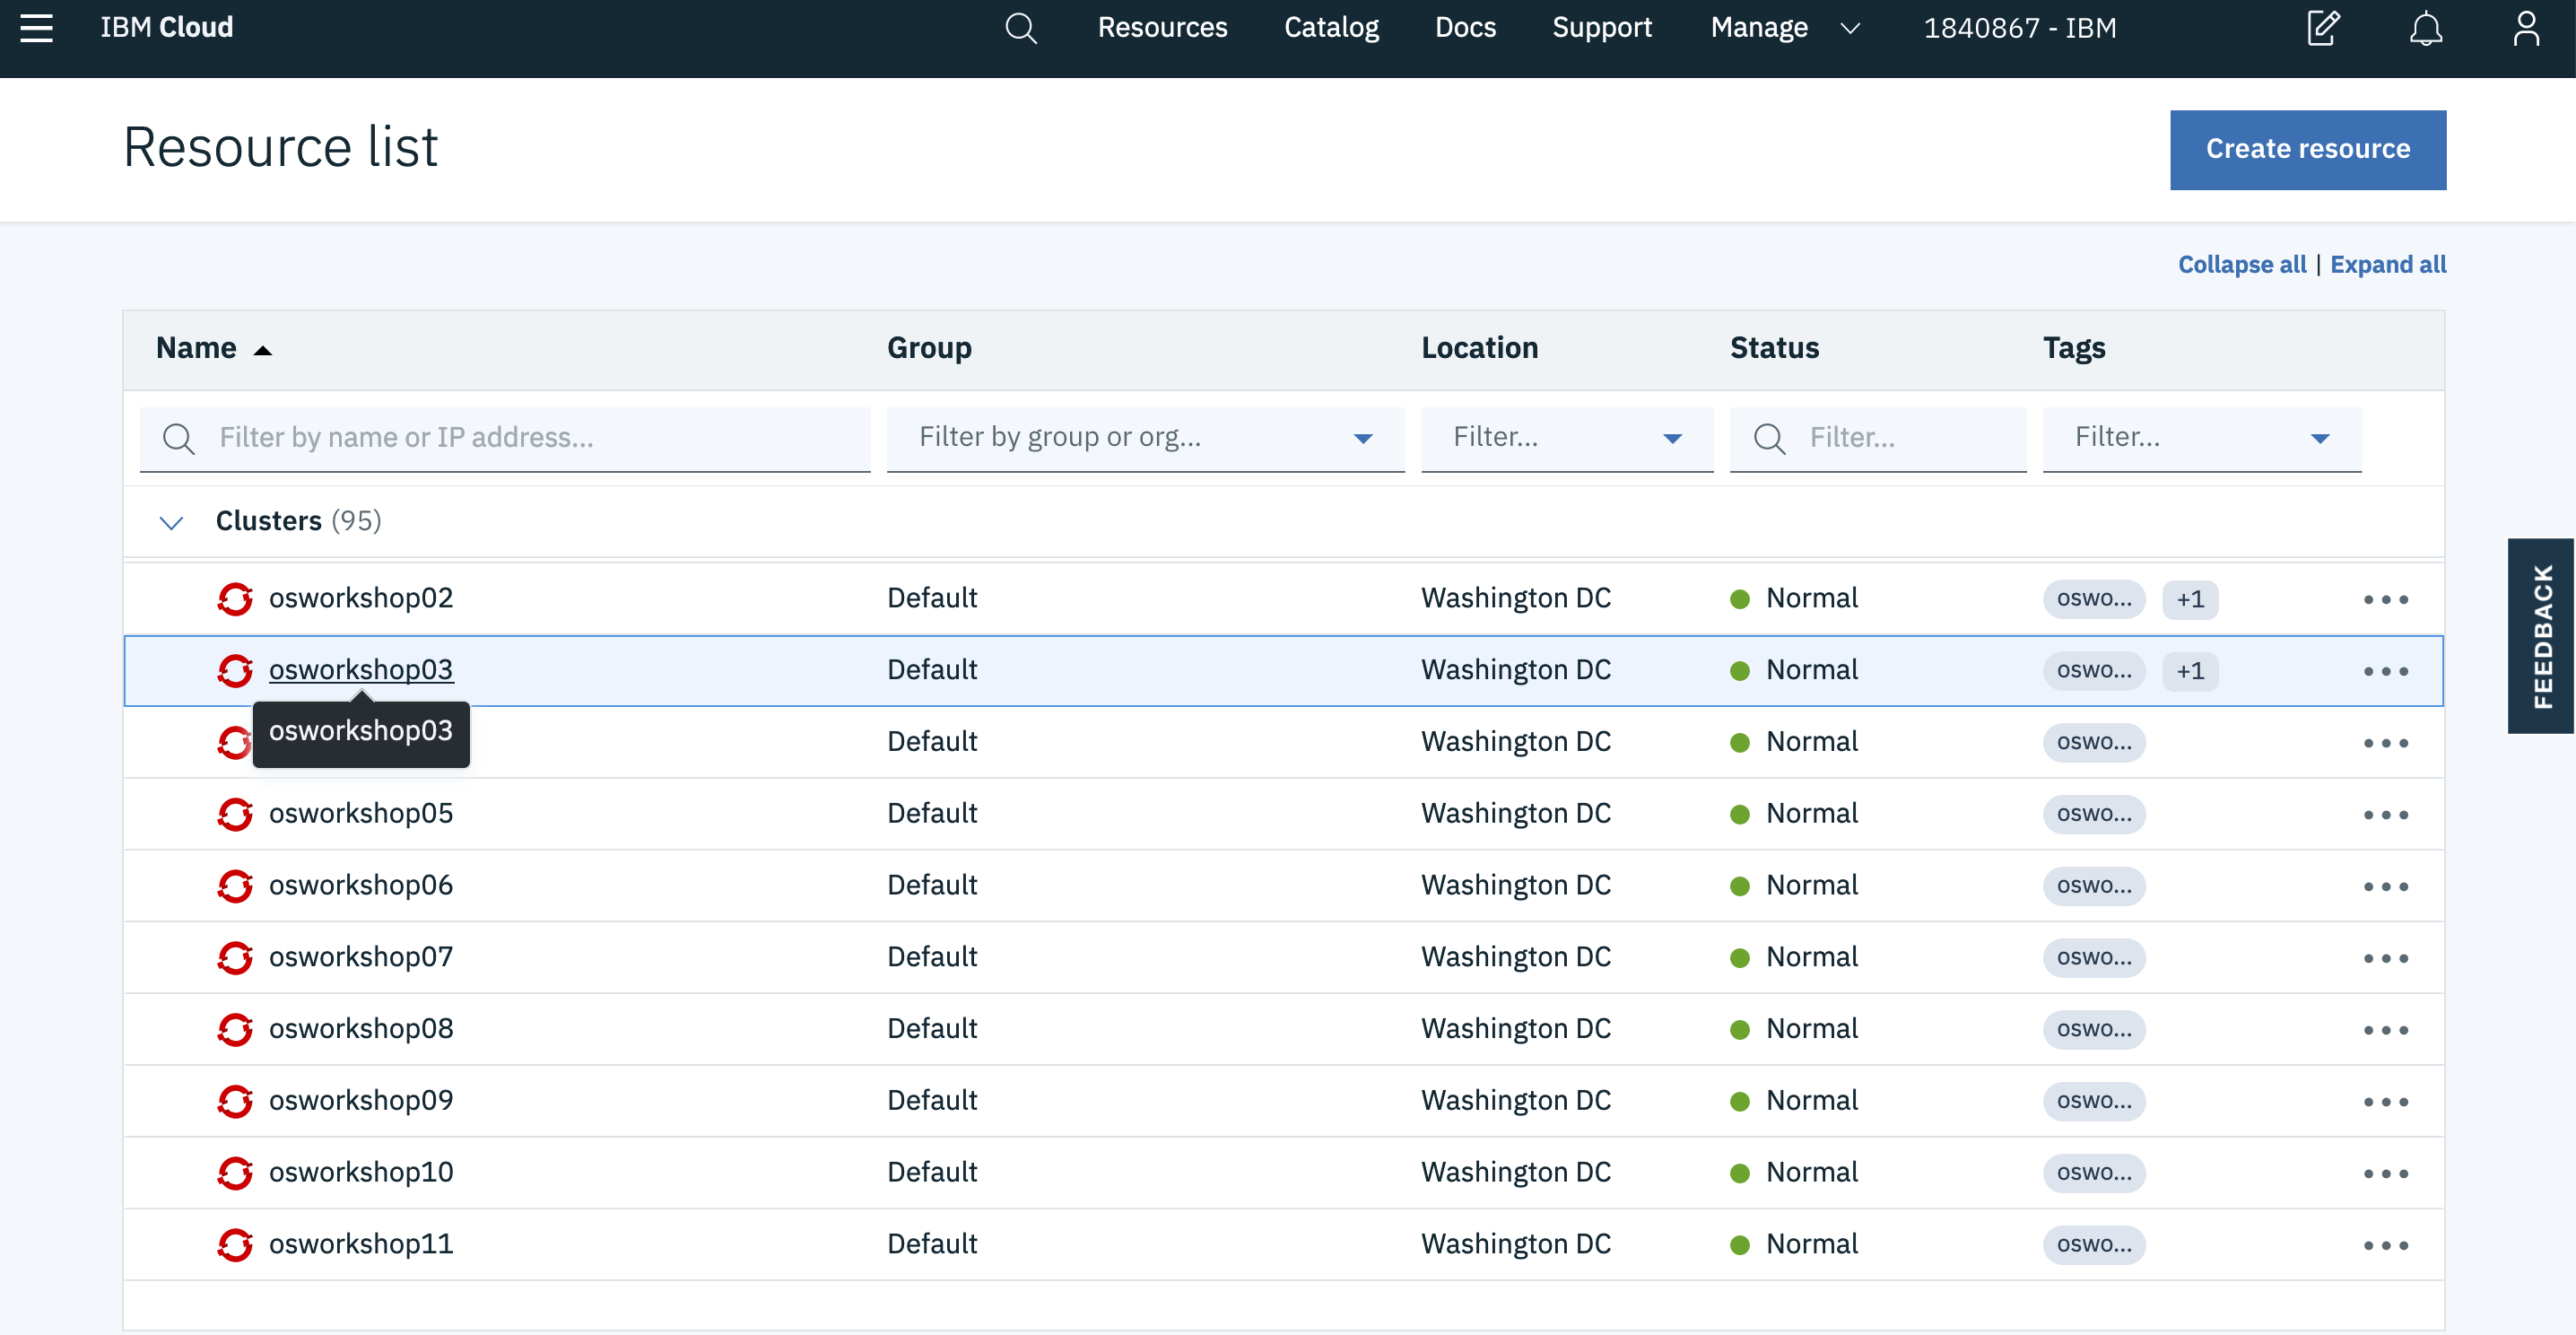 IBM Cloud Resources Catalog Docs Support Manage 1840867 - IBM
Resource list Create resource
Collapse all | Expand all
Name Group Location Status Tags
Filter by name or IP address... Filter by group or org... Filter... Filter... Filter...
Clusters (95)
osworkshop02 Default Washington DC Normal oswo... +1
osworkshop03 Default Washington DC Normal oswo... +1
osworkshop03
Default Washington DC Normal oswo...
osworkshop05 Default Washington DC Normal oswo...
osworkshop06 Default Washington DC Normal oswo...
osworkshop07 Default Washington DC Normal oswo...
osworkshop08 Default Washington DC Normal oswo...
osworkshop09 Default Washington DC Normal oswo...
osworkshop10 Default Washington DC Normal oswo...
osworkshop11 Default Washington DC Normal oswo...
FEEDBACK